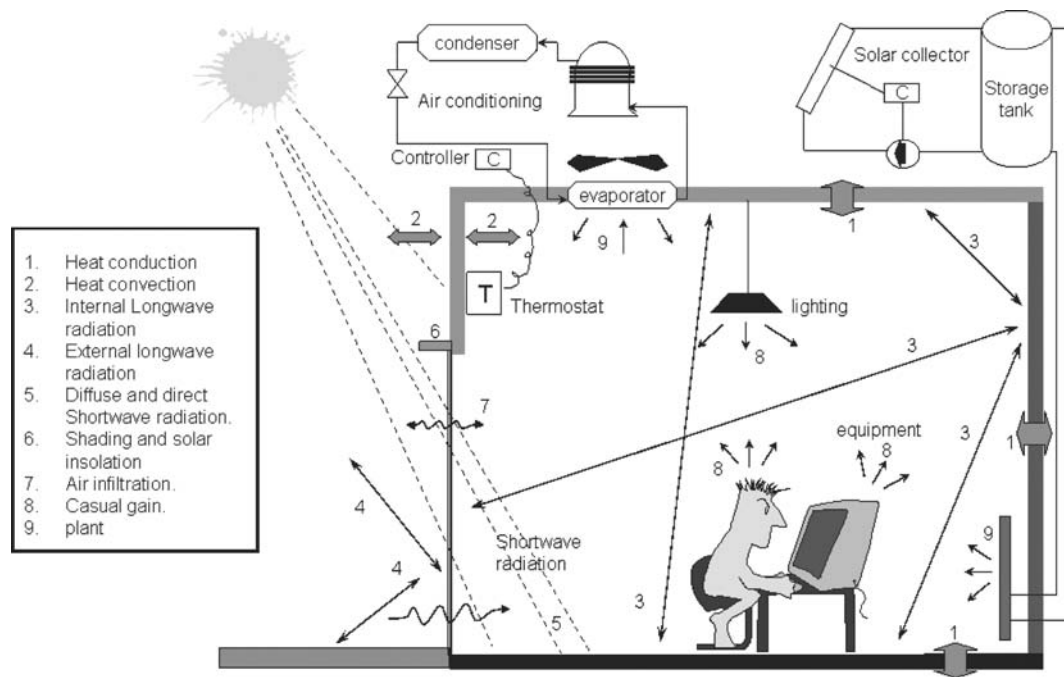 condenser
Air conditioning
Solar collector
C
Storage
tank
Controller
C
evaporator
2
2
9
1
3
T
Thermostat
lighting
8
6
3
7
1. Heat conduction
2. Heat convection
3. Internal Longwave
radiation
4. External longwave
radiation
5. Diffuse and direct
Shortwave radiation.
6. Shading and solar
insolation
7. Air infiltration.
8. Casual gain.
9. plant
equipment
8
8
3
1
4
Shortwave
radiation
9
4
5
3
1